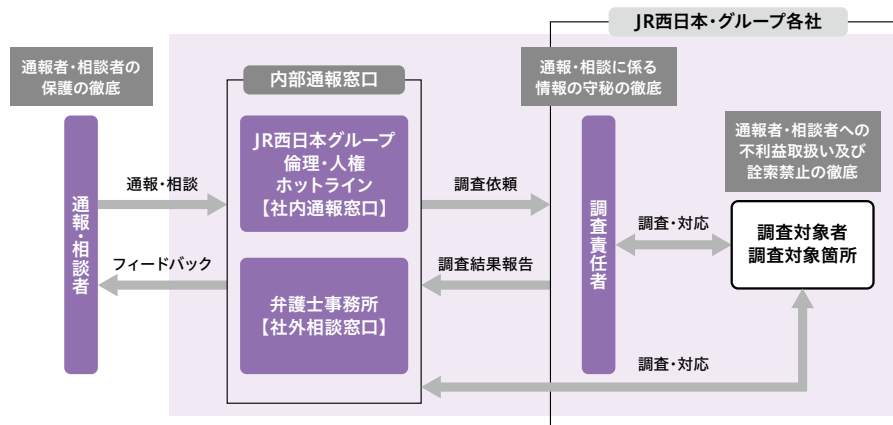 JR西日本・グループ各社
通報者・相談者の
保護の徹底
内部通報窓口
通報・相談に係る
情報の守秘の徹底
通報者・相談者への
不利益取扱い及び
詮索禁止の徹底
通報・相談者
通報・相談
フィードバック
JR西日本グループ
倫理・人権
ホットライン
【社内通報窓口】
弁護士事務所
【社外相談窓口】
調査依頼
調査結果報告
調査責任者
調査・対応
調査対象者
調査対象箇所
調査・対応